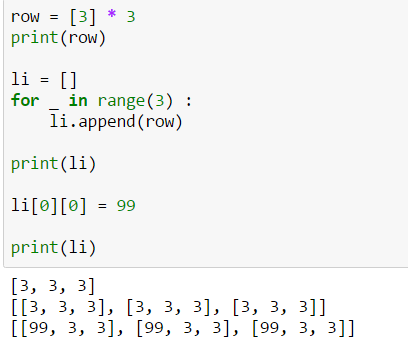 row = [3] * 3
print(row)
li = []
for _ in range(3) :
    li.append(row)
print(li)
li[0][0] = 99
print(li)
[3, 3, 3]
[[3, 3, 3], [3, 3, 3], [3, 3, 3]]
[[99, 3, 3], [99, 3, 3], [99, 3, 3]]